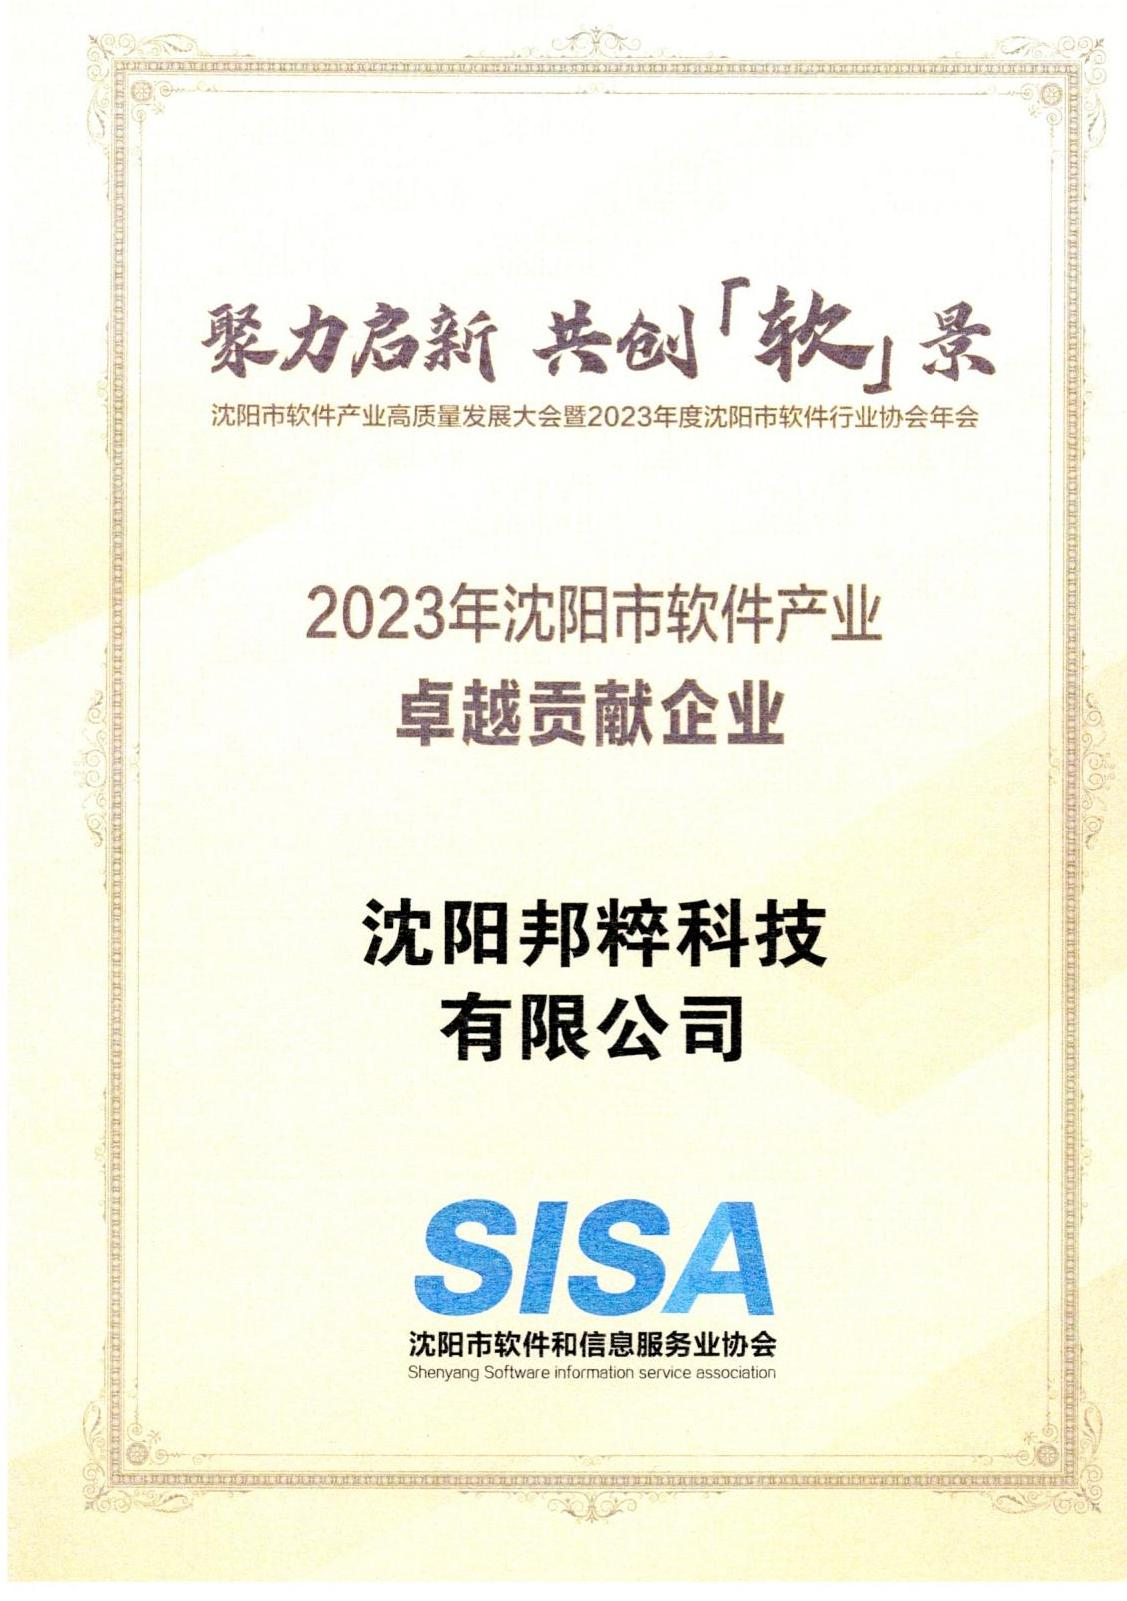 聚力启新 共创「软」景
沈阳市软件产业高质量发展大会暨2023年度沈阳市软件行业协会年会
2023年沈阳市软件产业
卓越贡献企业
沈阳邦粹科技
有限公司
SISA
沈阳市软件和信息服务业协会
Shenyang Software information service association